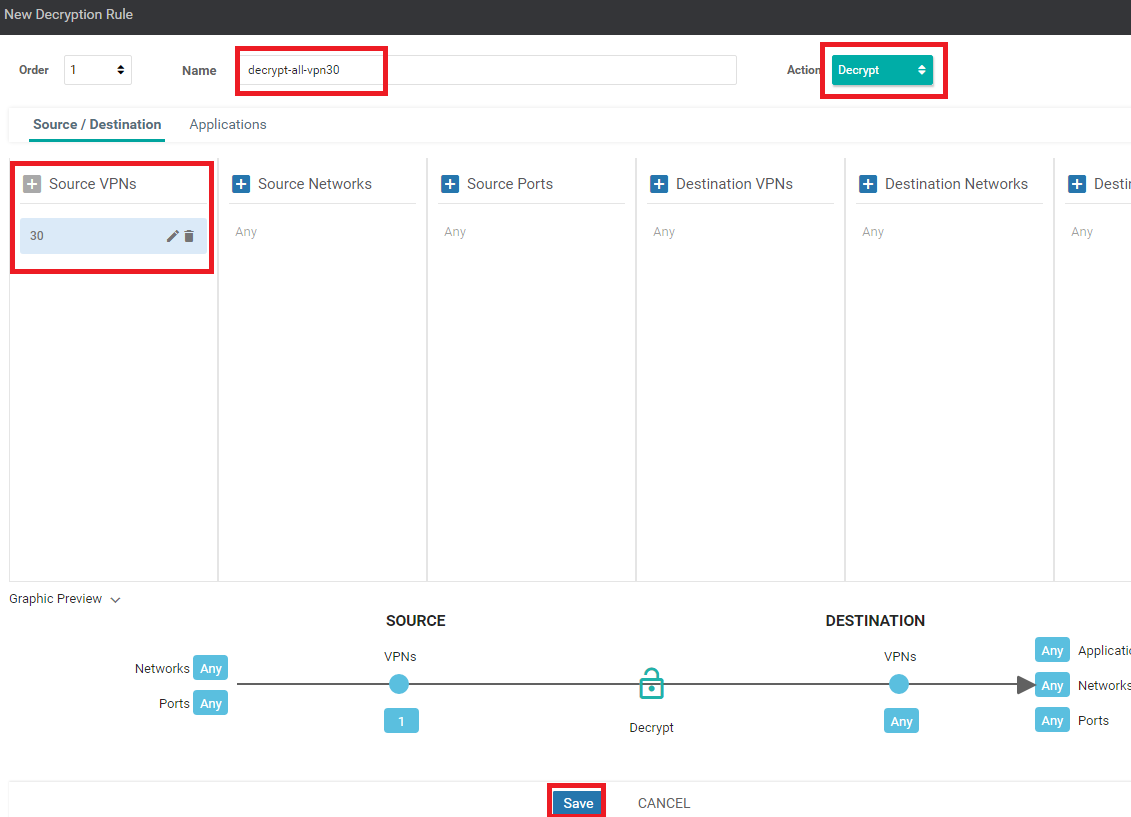 New Decryption Rule
Order 1 Name decrypt-all-vpn30 Action Decrypt
Source / Destination Applications
Source VPNs Source Networks Source Ports Destination VPNs Destination Networks
30 Any Any Any Any Any
Graphic Preview
SOURCE DESTINATION
VPNs VPNs Any
Networks Any Any Networks
Ports Any Any Ports
1 Decrypt Any
Save CANCEL